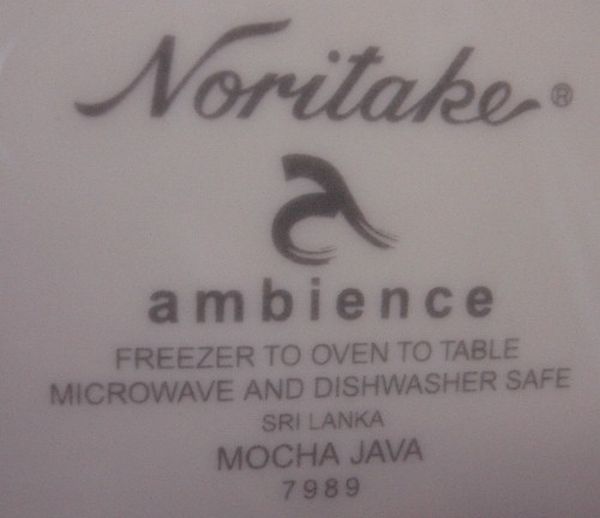 Noritake®
a
ambience
FREEZER TO OVEN TO TABLE
MICROWAVE AND DISHWASHER SAFE
SRI LANKA
MOCHA JAVA
7989